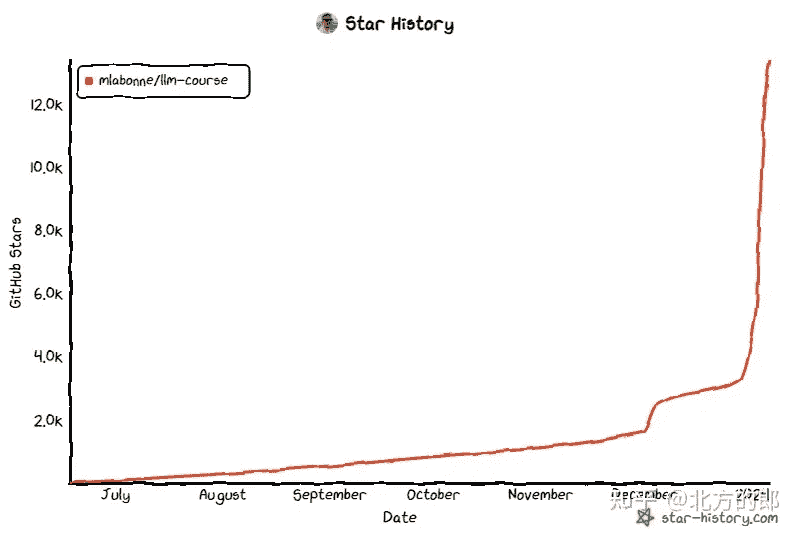 Star History
mlabonne/llm-course
12.0k
10.0k
8.0k
6.0k
4.0k
2.0k
GitHub Stars
July August September October November December 2024
Date
知乎 @北方的郎
star-history.com